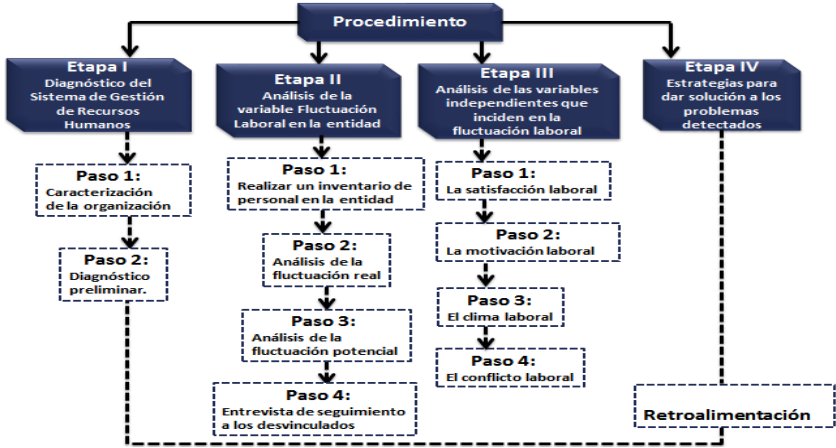 Procedimiento
Etapa I
Diagnóstico del
Sistema de Gestión
de Recursos
Humanos
Paso 1:
Caracterización
de la organización
Paso 2:
Diagnóstico
preliminar.
Etapa II
Análisis de la
variable Fluctuación
Laboral en la entidad
Paso 1:
Realizar un inventario de
personal en la entidad
Paso 2:
Análisis de la
fluctuación real
Paso 3:
Análisis de la
fluctuación potencial
Paso 4:
Entrevista de seguimiento
a los desvinculados
Etapa III
Análisis de las variables
independientes que
inciden en la
fluctuación laboral
Paso 1:
La satisfacción laboral
Paso 2:
La motivación laboral
Paso 3:
El clima laboral
Paso 4:
El conflicto laboral
Etapa IV
Estrategias para
dar solución a los
problemas
detectados
Retroalimentación